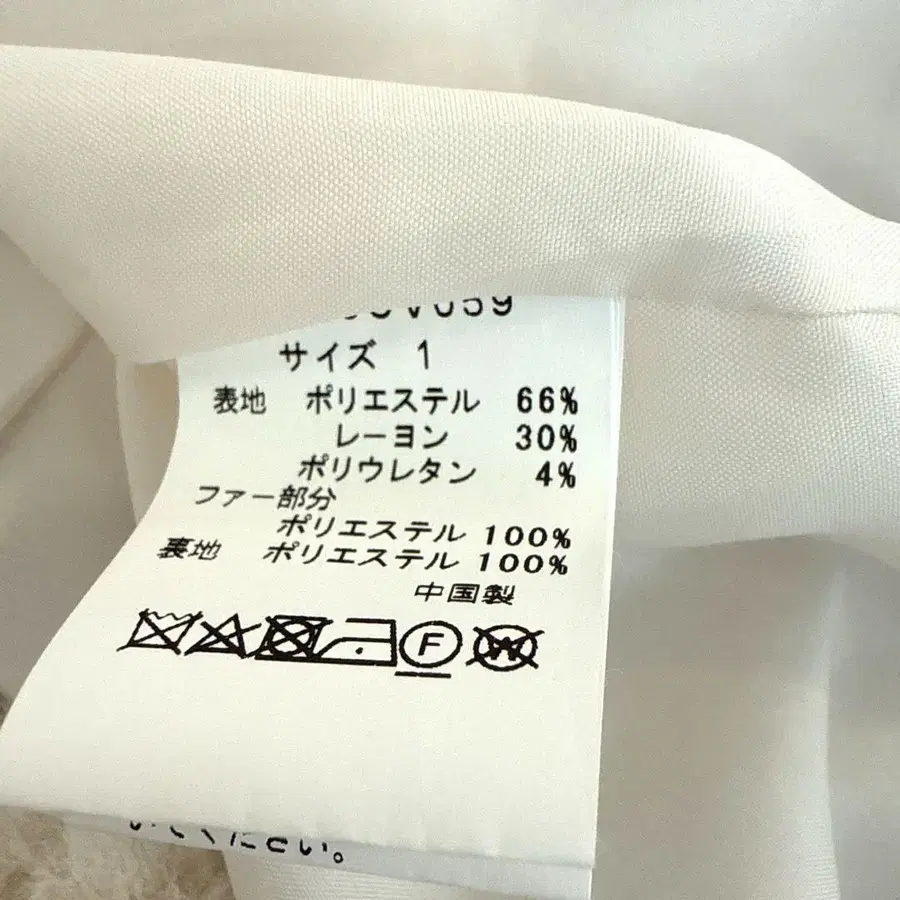 サイズ 1
表地 ポリエステル 66%
レーヨン 30%
ポリウレタン 4%
ファー部分
ポリエステル 100%
裏地 ポリエステル 100%
中国製
F W